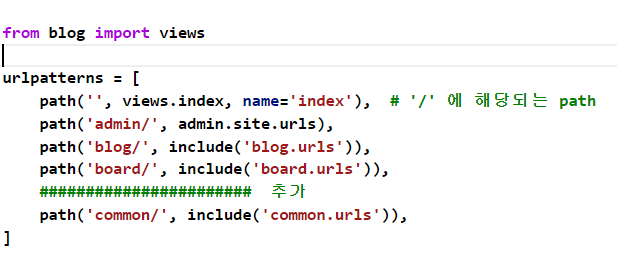 from blog import views
urlpatterns = [
    path('', views.index, name='index'),  # '/' 에 해당되는 path
    path('admin/', admin.site.urls),
    path('blog/', include('blog.urls')),
    path('board/', include('board.urls')),
    #######################  추가
    path('common/', include('common.urls')),
]